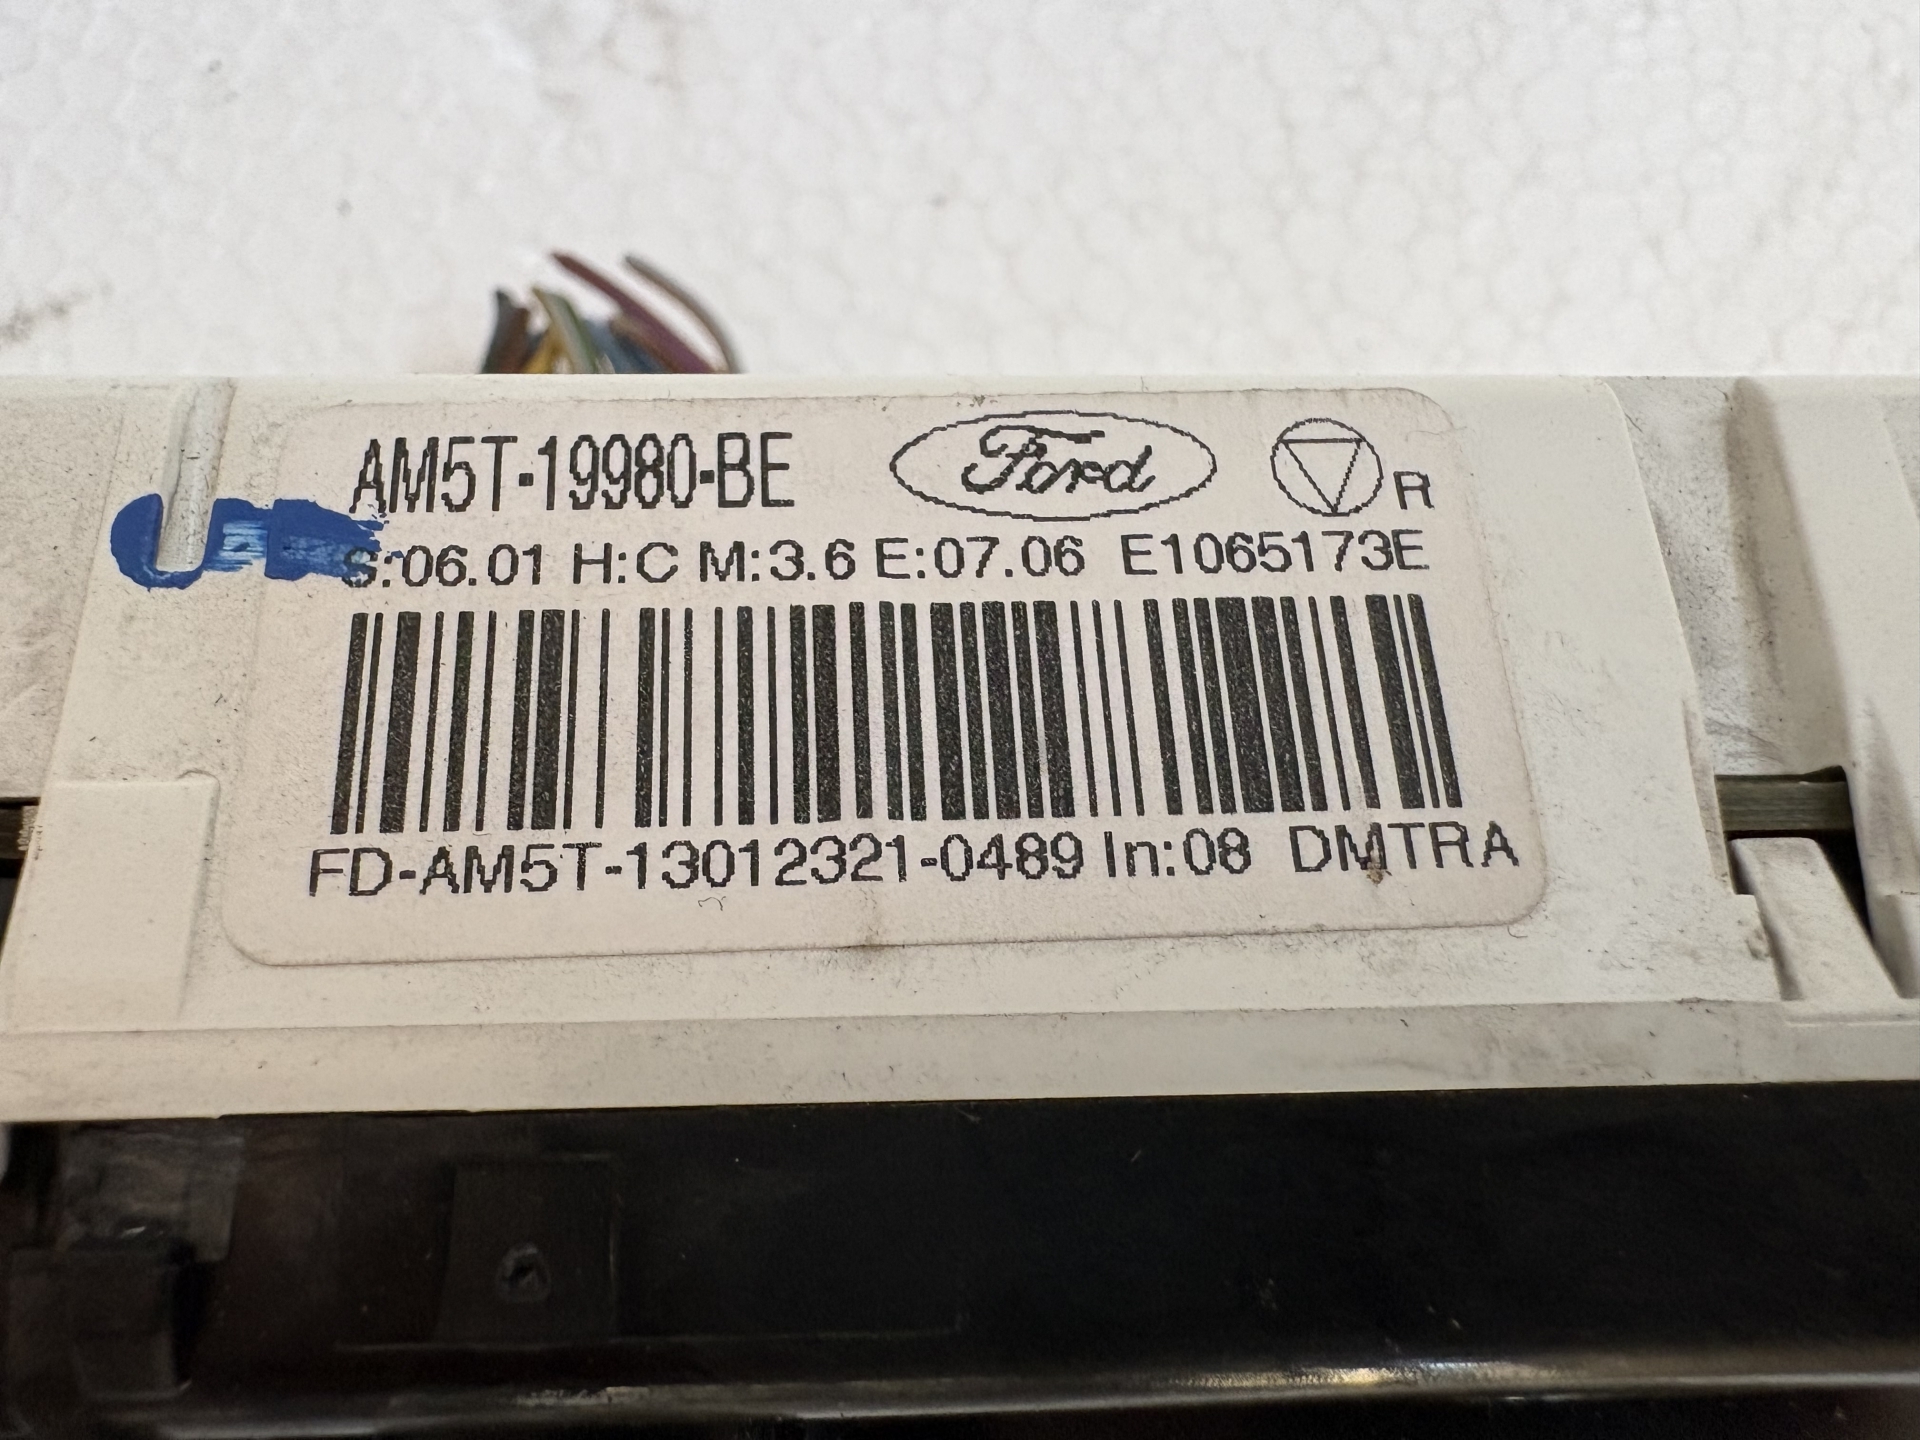 AM5T-19980-BE Ford R
S:06.01 H:C M:3.6 E:07.06 E1065173E
FD-AM5T-13012321-0489 In:08 DMTRA